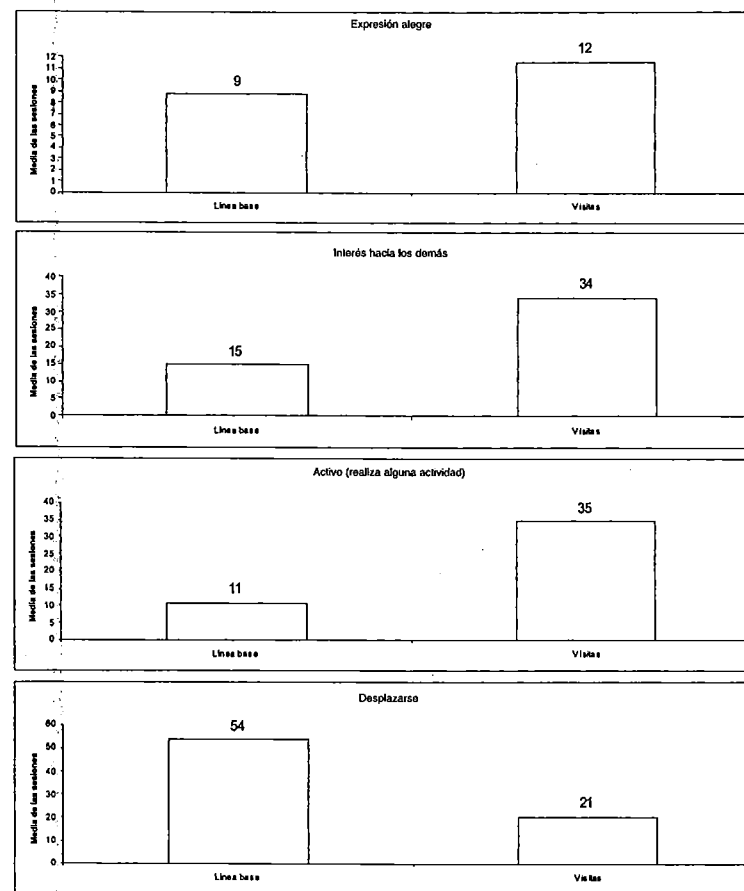 Expresión alegre
Media de las sesiones
12
11
10
9
8
7
6
5
4
3
2
1
0
9
12
Línea base
Visitas
Interés hacia los demás
Media de las sesiones
40
35
30
25
20
15
10
5
0
15
34
Línea base
Visitas
Activo (realiza alguna actividad)
Media de las sesiones
40
35
30
25
20
15
10
5
0
11
35
Línea base
Visitas
Desplazarse
Media de las sesiones
60
50
40
30
20
10
0
54
21
Línea base
Visitas